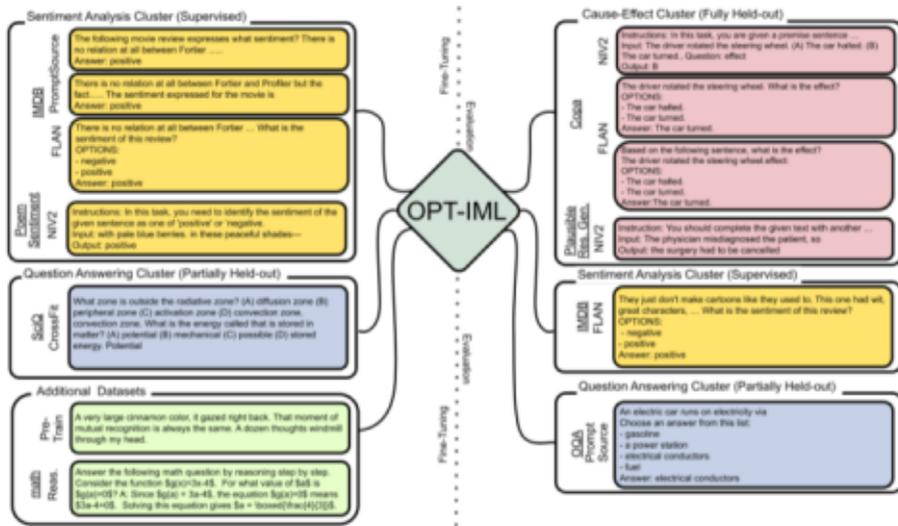 Sentiment Analysis Cluster (Supervised)
IMDB
PromptSource
The following movie review expresses what sentiment? There is
no relation at all between Fortier ......
Answer: positive
There is no relation at all between Fortier and Profiler but the
fact...... The sentiment expressed for the movie is
Answer: positive
FLAN
There is no relation at all between Fortier ... What is the
sentiment of this review?
OPTIONS:
- negative
- positive
Answer: positive
Poem
Sentiment
NIV2
Instructions: In this task, you need to identify the sentiment of the
given sentence as one of 'positive' or 'negative.
Input: with pale blue berries. in these peaceful shades---
Output: positive
Question Answering Cluster (Partially Held-out)
SciQ
CrossFit
What zone is outside the radiative zone? (A) diffusion zone (B)
peripheral zone (C) activation zone (D) convection zone.
convection zone. What is the energy called that is stored in
matter? (A) potential (B) mechanical (C) possible (D) stored
energy. Potential
Additional Datasets
Pre-
Train
A very large cinnamon color, it gazed right back. That moment of
mutual recognition is always the same. A dozen thoughts windmill
through my head.
math
Reas.
Answer the following math question by reasoning step by step.
Consider the function $g(x)=3x-4$. For what value of $a$ is
$g(a)=0$? A: Since $g(a) = 3a-4$, the equation $g(a)=0$ means
$3a-4=0$. Solving this equation gives $a = \boxed{\frac{4}{3}}$.
Fine-Tuning
Evaluation
OPT-IML
Evaluation
Fine-Tuning
Cause-Effect Cluster (Fully Held-out)
Copa
NIV2
Instructions: In this task, you are given a premise sentence ...
Input: The driver rotated the steering wheel. (A) The car halted. (B)
The car turned., Question: effect
Output: B
FLAN
The driver rotated the steering wheel. What is the effect?
OPTIONS:
- The car halted.
- The car turned.
Answer: The car turned.
Based on the following sentence, what is the effect?
The driver rotated the steering wheel effect:
OPTIONS:
- The car halted.
- The car turned.
Answer:The car turned.
Plausible
Res. Gen.
NIV2
Instruction: You should complete the given text with another ...
Input: The physician misdiagnosed the patient, so
Output: the surgery had to be cancelled
Sentiment Analysis Cluster (Supervised)
IMDB
FLAN
They just don't make cartoons like they used to. This one had wit,
great characters, ... What is the sentiment of this review?
OPTIONS:
- negative
- positive
Answer: positive
Question Answering Cluster (Partially Held-out)
OQA
Prompt
Source
An electric car runs on electricity via
Choose an answer from this list:
- gasoline
- a power station
- electrical conductors
- fuel
Answer: electrical conductors